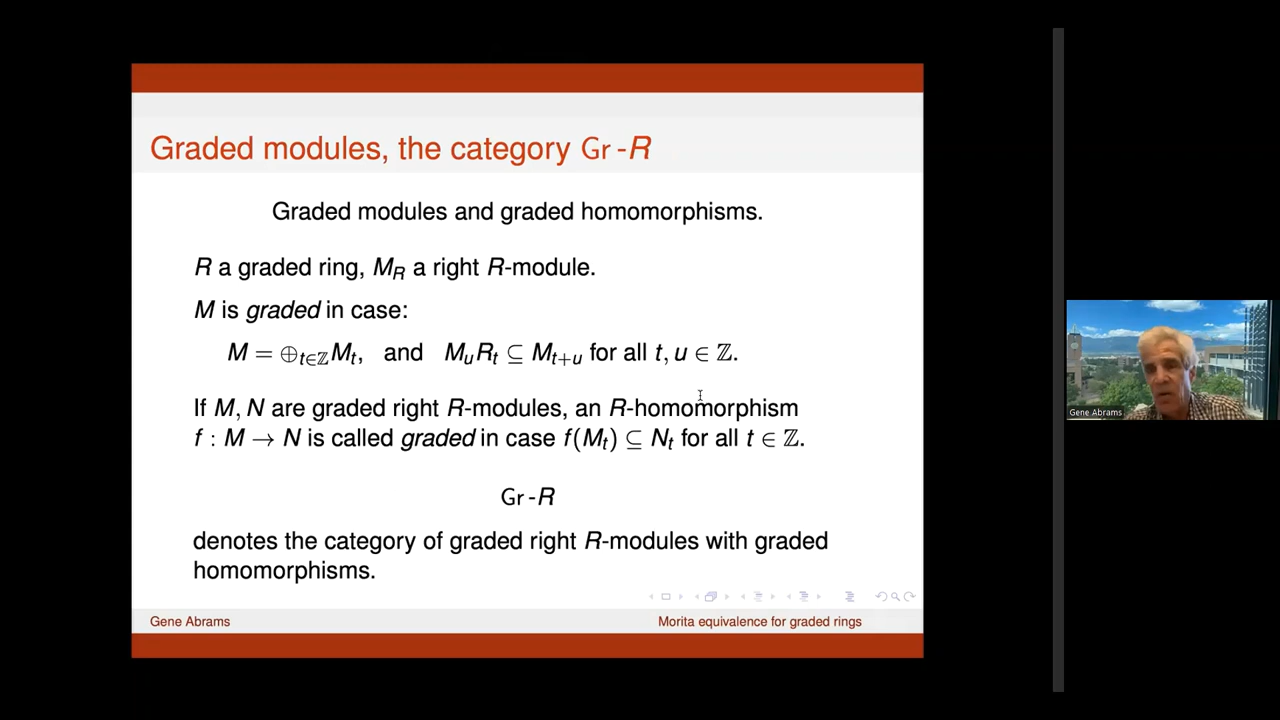 Graded modules, the category Gr -R
Graded modules and graded homomorphisms.
R a graded ring, M_R a right R-module.
M is graded in case:
M = ⊕_{t∈ℤ}M_t, and M_uR_t ⊆ M_{t+u} for all t, u ∈ ℤ.
If M, N are graded right R-modules, an R-homomorphism
f : M → N is called graded in case f(M_t) ⊆ N_t for all t ∈ ℤ.
Gr -R
denotes the category of graded right R-modules with graded
homomorphisms.
Gene Abrams
Morita equivalence for graded rings
Gene Abrams